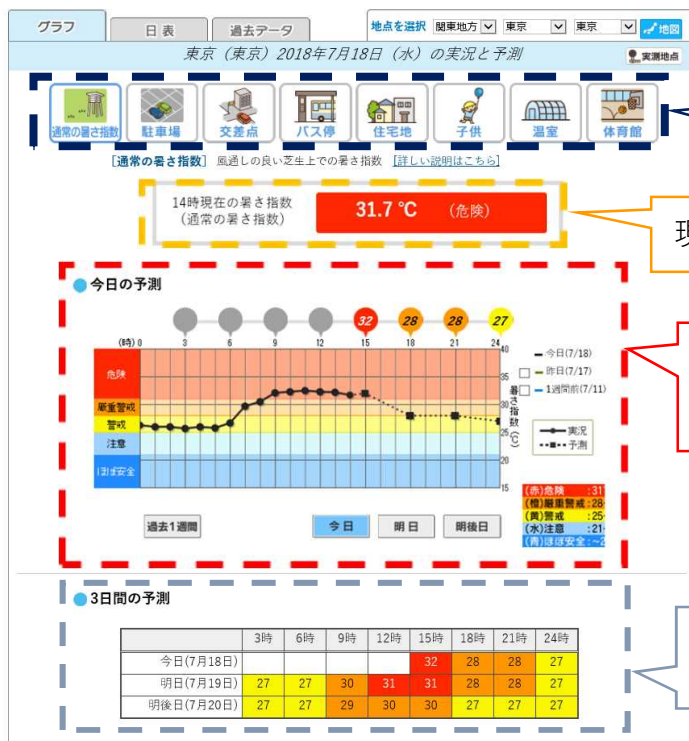 グラフ 日表 過去データ 地点を選択 関東地方 東京 東京 地図
東京（東京）2018年7月18日（水）の実況と予測 実測地点
通常の暑さ指数 駐車場 交差点 バス停 住宅地 子供 温室 体育館
［通常の暑さ指数］ 風通しの良い芝生上での暑さ指数 [詳しい説明はこちら]
14時現在の暑さ指数
(通常の暑さ指数)
31.7 ℃ （危険）
現
今日の予測
32 28 28 27
(時) 0 3 6 9 12 15 18 21 24
40
35
30
25
20
15
暑さ指数(℃)
危険
厳重警戒
警戒
注意
ほぼ安全
今日(7/18)
昨日(7/17)
1週間前(7/11)
実況
予測
(赤)危険 :31
(橙)厳重警戒:28
(黄)警戒 :25
(水)注意 :21
(青)ほぼ安全:~2
過去1週間 今日 明日 明後日
3日間の予測
3時 6時 9時 12時 15時 18時 21時 24時
今日(7月18日) 32 28 28 27
明日(7月19日) 27 27 30 31 31 28 28 27
明後日(7月20日) 27 27 29 30 30 27 27 27